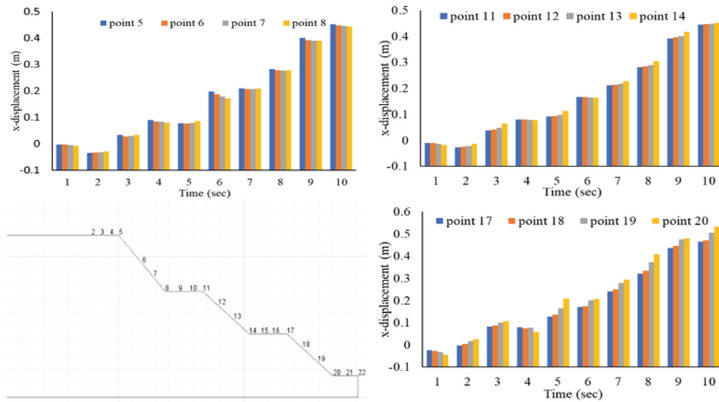 point 5 point 6 point 7 point 8
x-displacement (m)
0.5
0.4
0.3
0.2
0.1
0
-0.1
1 2 3 4 5 6 7 8 9 10
Time (sec)
point 11 point 12 point 13 point 14
x-displacement (m)
0.5
0.4
0.3
0.2
0.1
0
-0.1
1 2 3 4 5 6 7 8 9 10
Time (sec)
2 3 4 5
6
7
8 9 10 11
12
13
14 15 16 17
18
19
20 21 22
point 17 point 18 point 19 point 20
x-displacement (m)
0.6
0.5
0.4
0.3
0.2
0.1
0
-0.1
1 2 3 4 5 6 7 8 9 10
Time (sec)